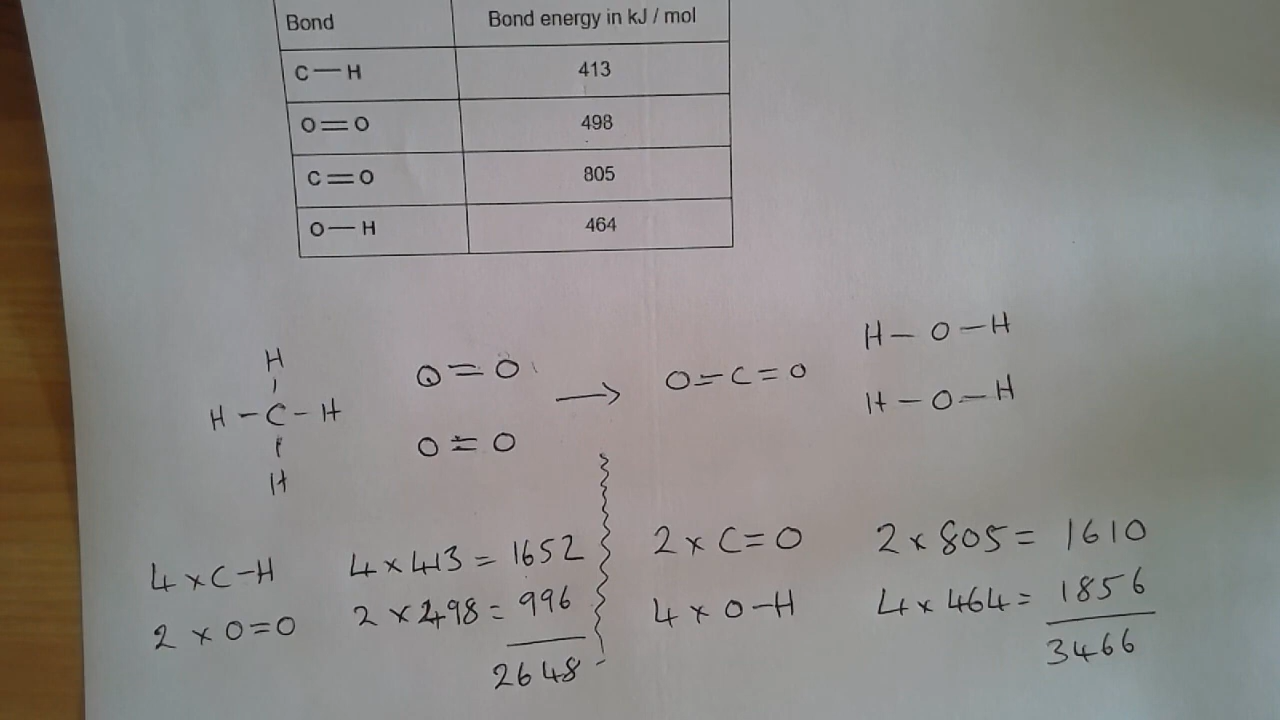 Bond Bond energy in kJ / mol
C—H 413
O=O 498
C=O 805
O—H 464
H
H-C-H
H
O=O
O=O
→
O=C=O
H-O-H
H-O-H
4 x C-H 4 x 413 = 1652
2 x O=O 2 x 498 = 996
2648
2 x C=O 2 x 805 = 1610
4 x O-H 4 x 464 = 1856
3466